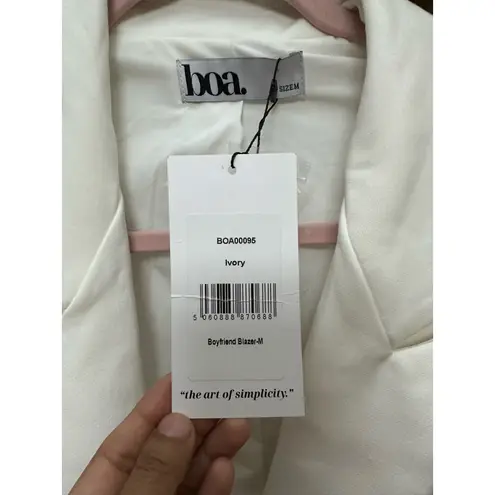 boa.
SIZE M
BOA00095
Ivory
5 060888 870688
Boyfriend Blazer-M
"the art of simplicity."